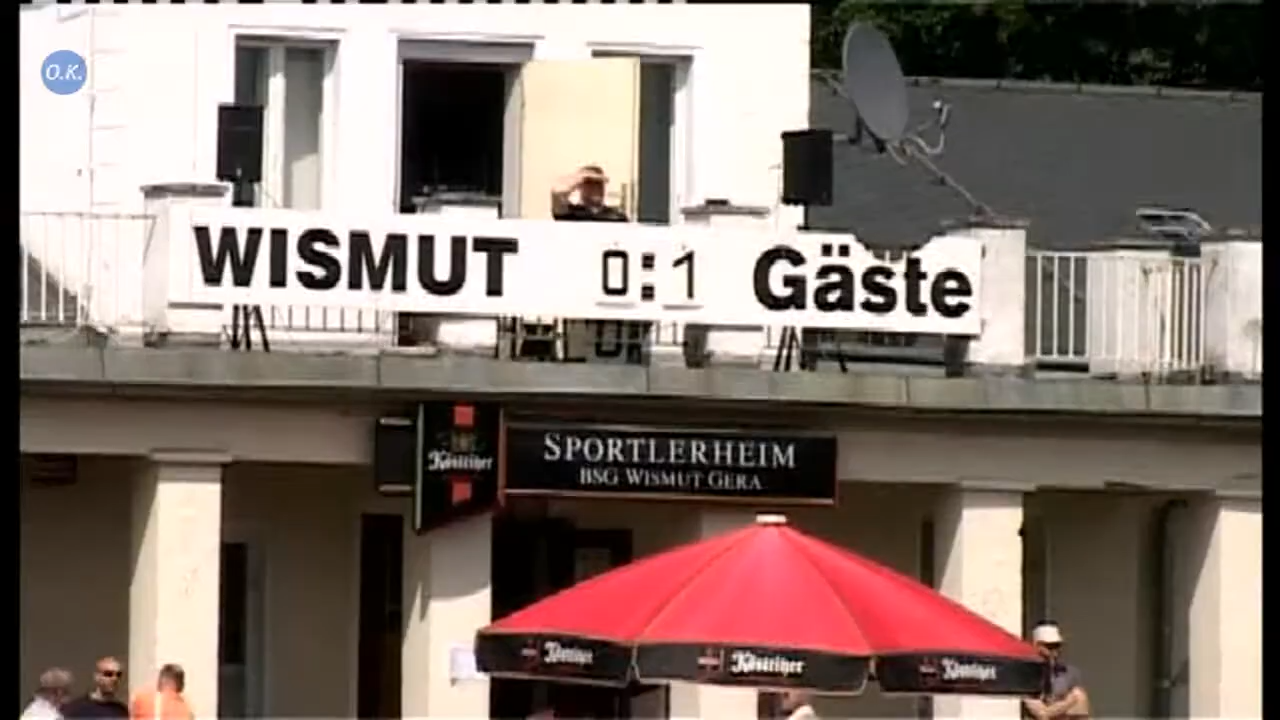 O.K.
WISMUT 0:1 Gäste
Köstritzer
SPORTLERHEIM
BSG WISMUT GERA
Köstritzer
Köstritzer
Köstritzer